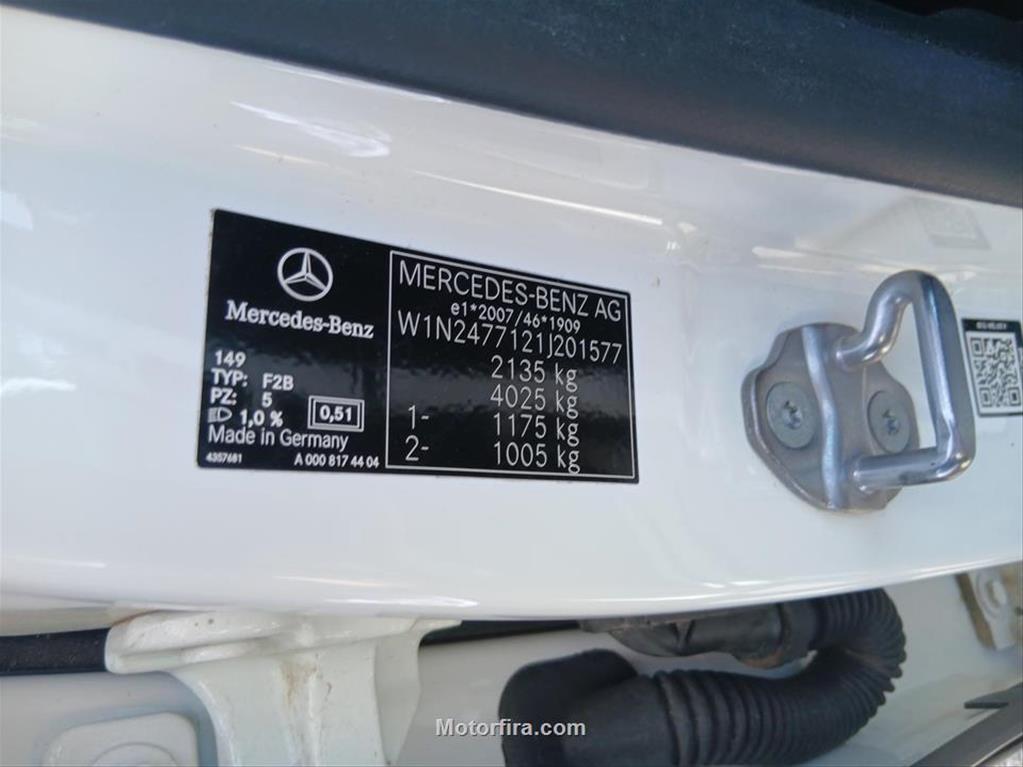 Mercedes-Benz
149
TYP: F2B
PZ: 5
1,0 % 0,51
Made in Germany
4357681 A 000 817 44 04
MERCEDES-BENZ AG
e1*2007/46*1909
W1N2477121J201577
2135 kg
4025 kg
1- 1175 kg
2- 1005 kg
Motorfira.com